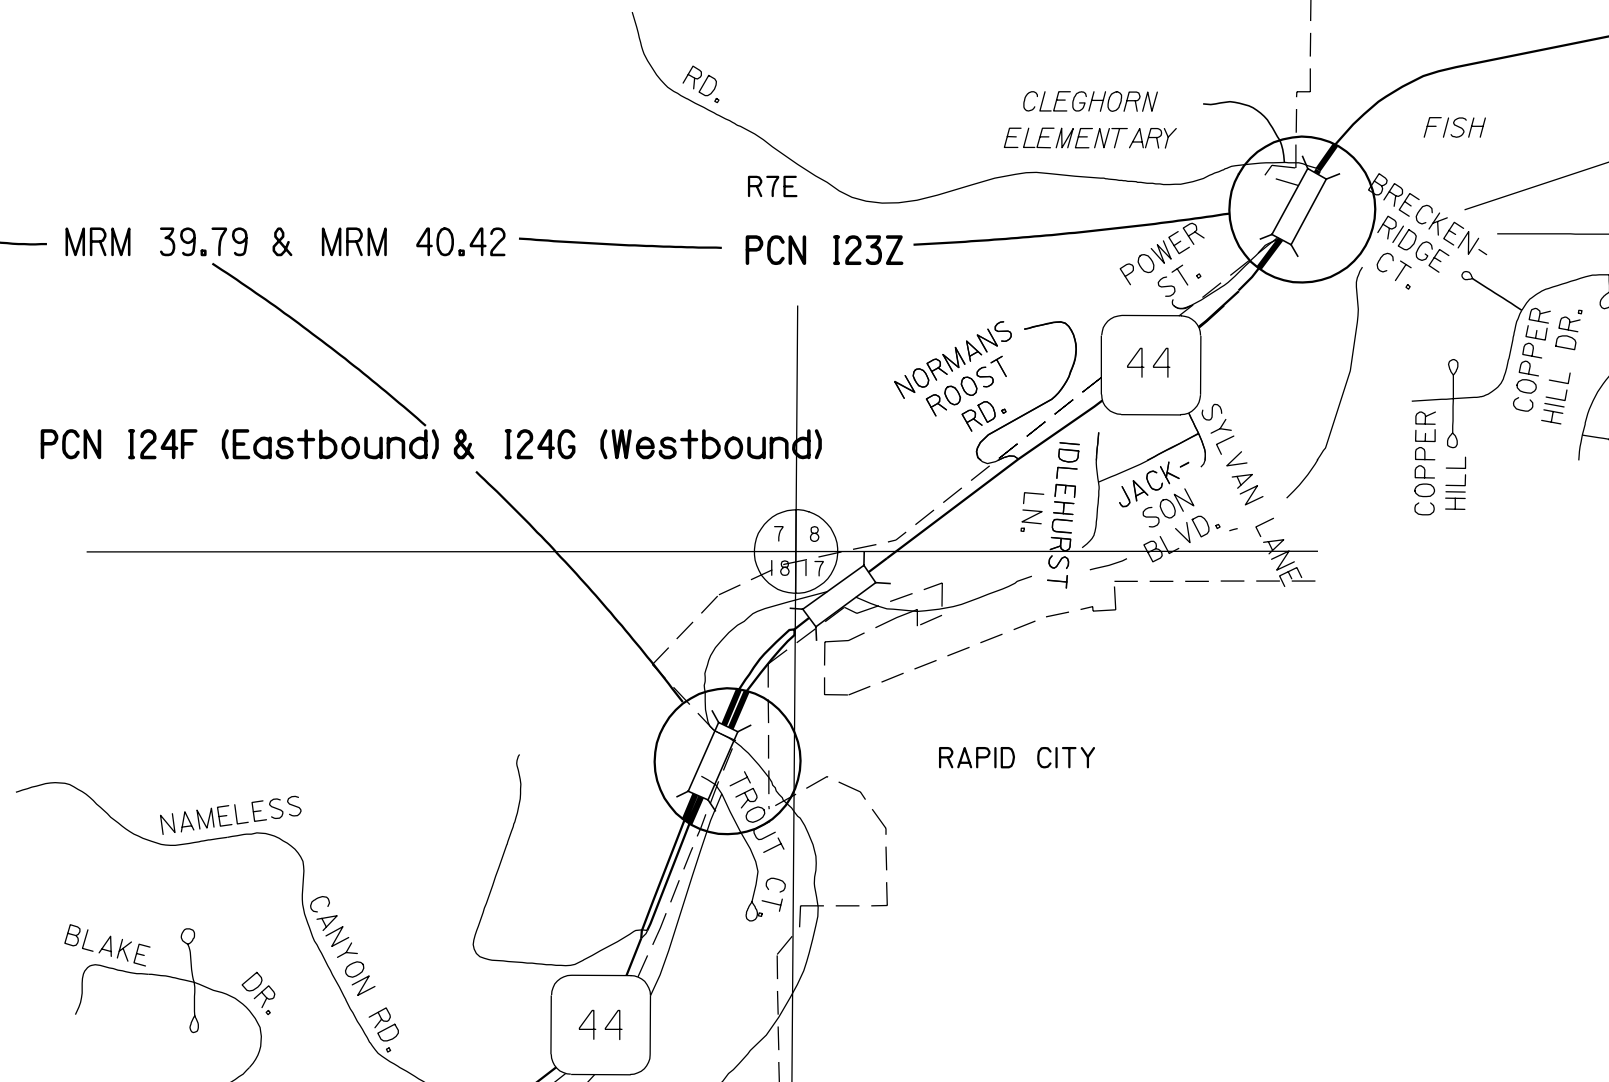 RD.
CLEGHORN
ELEMENTARY
FISH
R7E
MRM 39.79 & MRM 40.42
PCN I23Z
BRECKEN-
RIDGE
CT.
POWER
ST.
COPPER
HILL DR.
NORMANS
ROOST
RD.
44
COPPER
HILL
SYLVAN LANE
PCN I24F (Eastbound) & I24G (Westbound)
IDLEHURST
LN.
JACK-
SON
BLVD.
7 8
18 17
RAPID CITY
TROUT CT.
NAMELESS
CANYON RD.
BLAKE
DR.
44